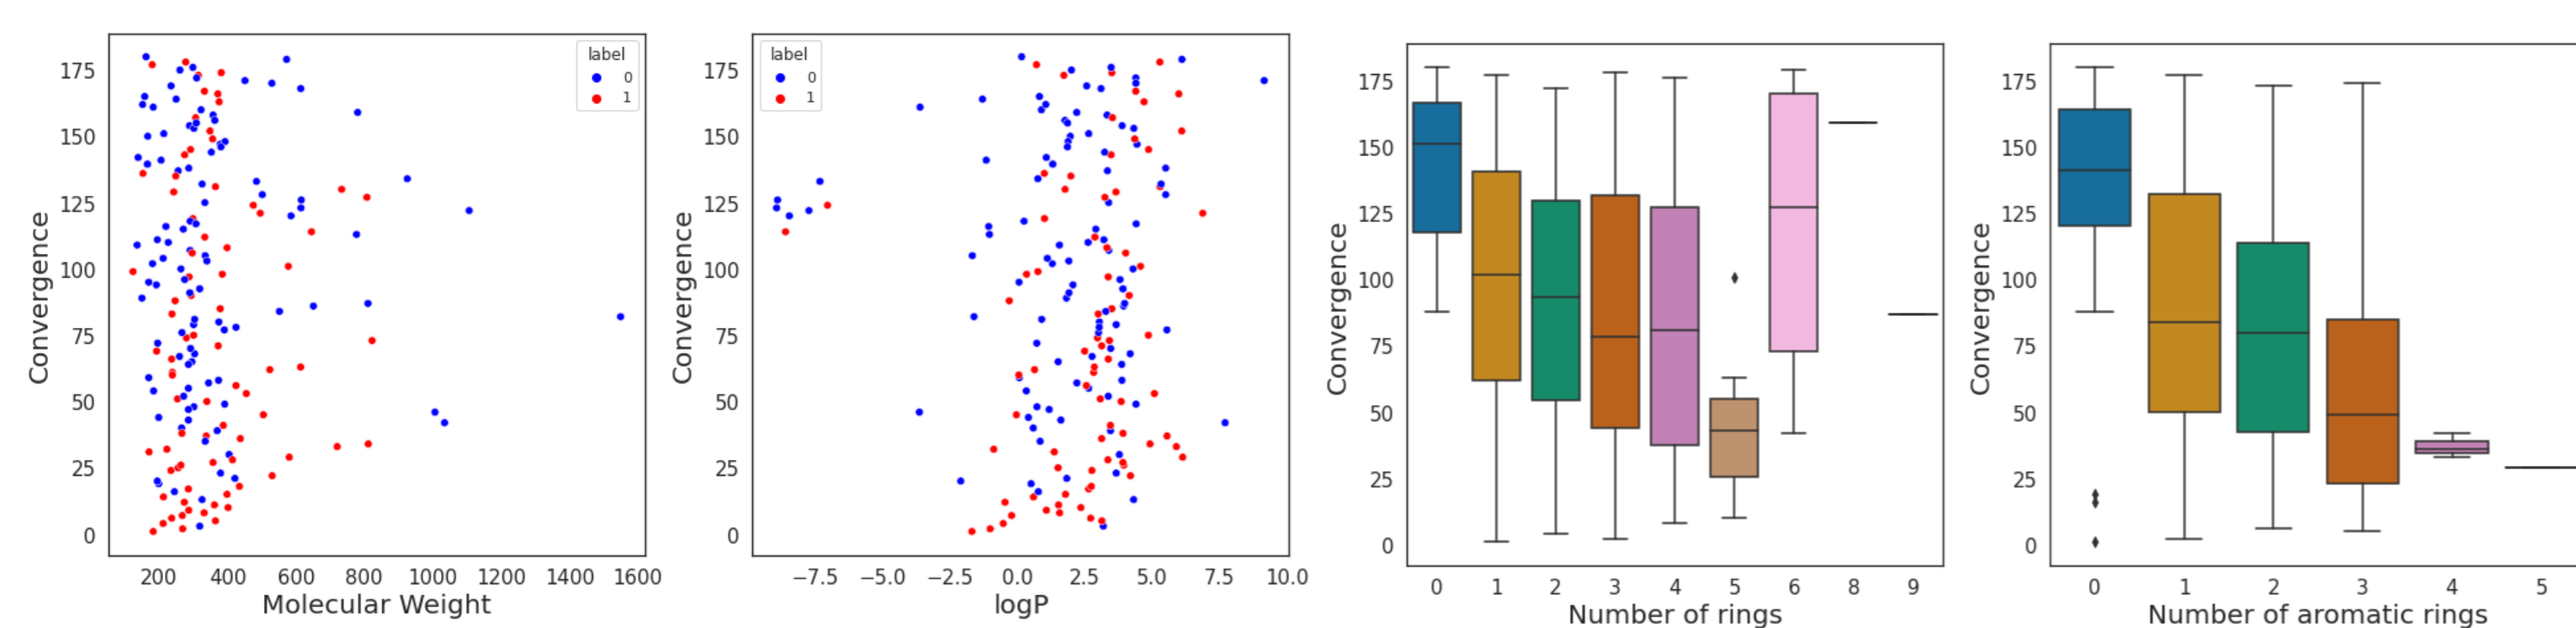 label
0
1
175
150
125
100
75
50
25
0
Convergence
200 400 600 800 1000 1200 1400 1600
Molecular Weight
label
0
1
175
150
125
100
75
50
25
0
Convergence
−7.5 −5.0 −2.5 0.0 2.5 5.0 7.5 10.0
logP
175
150
125
100
75
50
25
0
Convergence
0 1 2 3 4 5 6 8 9
Number of rings
175
150
125
100
75
50
25
0
Convergence
0 1 2 3 4 5
Number of aromatic rings